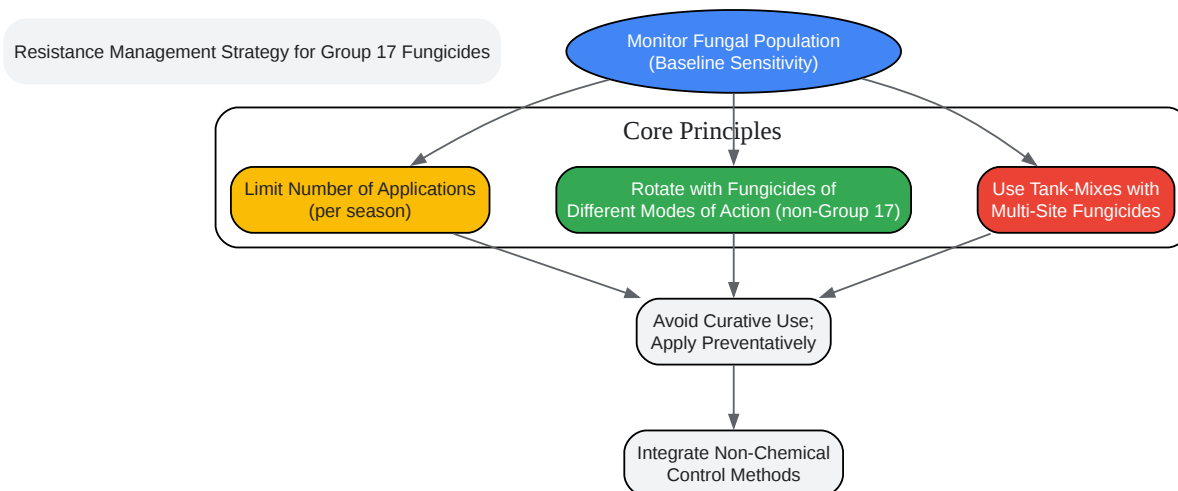 Resistance Management Strategy for Group 17 Fungicides
Monitor Fungal Population
(Baseline Sensitivity)
Core Principles
Limit Number of Applications
(per season)
Rotate with Fungicides of
Different Modes of Action (non-Group 17)
Use Tank-Mixes with
Multi-Site Fungicides
Avoid Curative Use;
Apply Preventatively
Integrate Non-Chemical
Control Methods